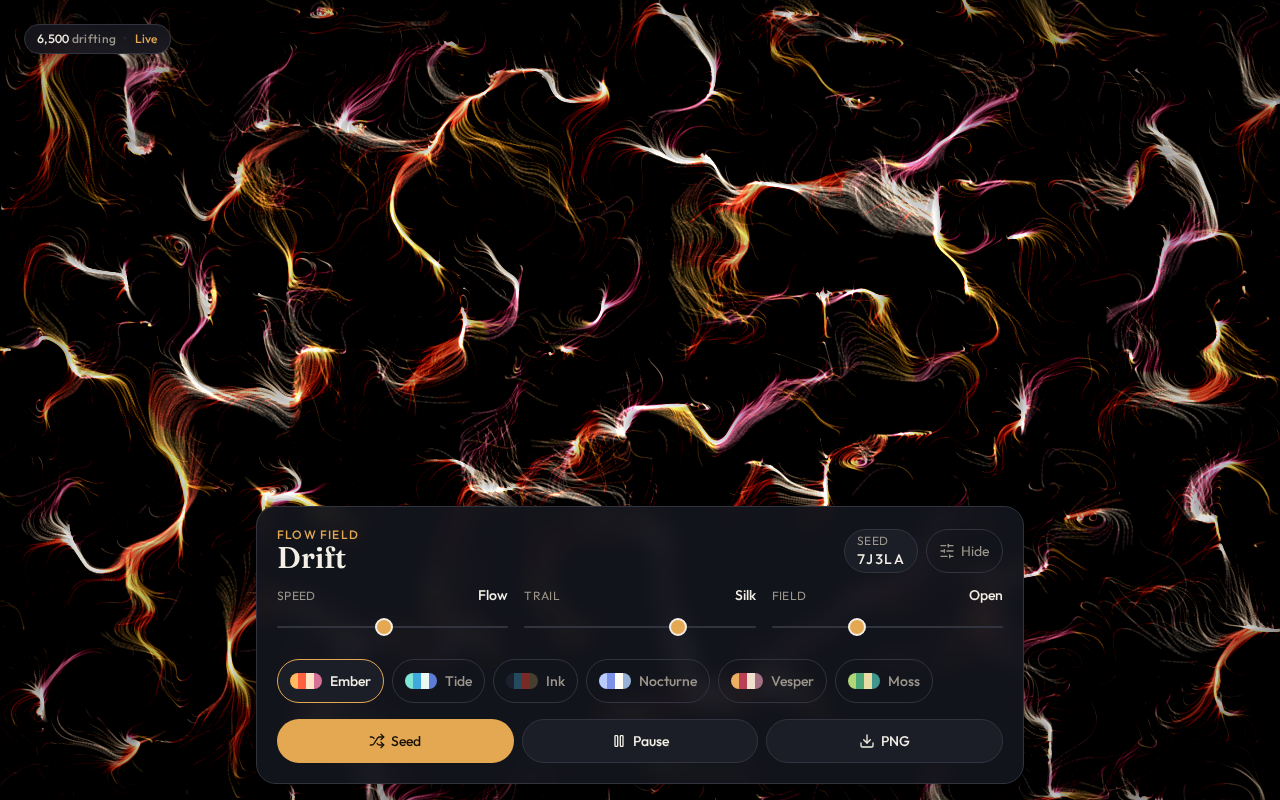 6,500 drifting · Live
FLOW FIELD
Drift
SEED
7J3LA
Hide
SPEED Flow
TRAIL Silk
FIELD Open
Ember
Tide
Ink
Nocturne
Vesper
Moss
Seed
Pause
PNG